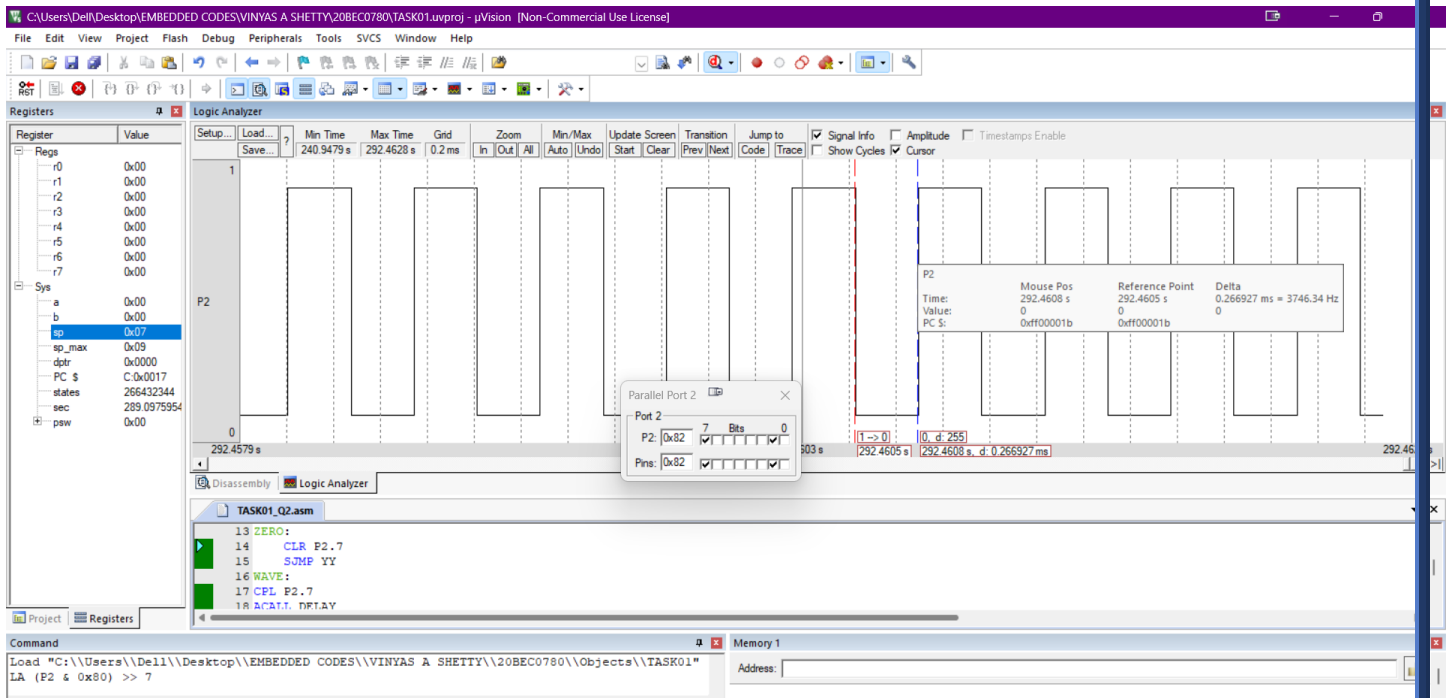 C:\Users\Dell\Desktop\EMBEDDED CODES\VINYAS A SHETTY\20BEC0780\TASK01.uvproj - µVision [Non-Commercial Use License]
File Edit View Project Flash Debug Peripherals Tools SVCS Window Help
RST
Registers
Register Value
Regs
r0 0x00
r1 0x00
r2 0x00
r3 0x00
r4 0x00
r5 0x00
r6 0x00
r7 0x00
Sys
a 0x00
b 0x00
sp 0x07
sp_max 0x09
dptr 0x0000
PC $ C:0x0017
states 266432344
sec 289.0975954
psw 0x00
Project Registers
Logic Analyzer
Setup... Load... ? Min Time Max Time Grid Zoom Min/Max Update Screen Transition Jump to Signal Info Amplitude Timestamps Enable
Save... 240.9479 s 292.4628 s 0.2 ms In Out All Auto Undo Start Clear Prev Next Code Trace Show Cycles Cursor
1
P2
0
P2
Mouse Pos Reference Point Delta
Time: 292.4608 s 292.4605 s 0.266927 ms = 3746.34 Hz
Value: 0 0 0
PC $: 0xff00001b 0xff00001b
Parallel Port 2
Port 2
7 Bits 0
P2: 0x82
Pins: 0x82
1 --> 0 0, d: 255
292.4579 s 603 s 292.4605 s 292.4608 s, d: 0.266927 ms 292.46
Disassembly Logic Analyzer
TASK01_Q2.asm
13 ZERO:
14 CLR P2.7
15 SJMP YY
16 WAVE:
17 CPL P2.7
18 ACALL DELAY
Command
Load "C:\\Users\\Dell\\Desktop\\EMBEDDED CODES\\VINYAS A SHETTY\\20BEC0780\\Objects\\TASK01"
LA (P2 & 0x80) >> 7
Memory 1
Address: